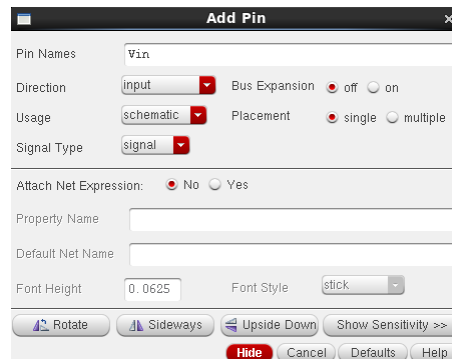 Add Pin
Pin Names Vin
Direction input Bus Expansion off on
Usage schematic Placement single multiple
Signal Type signal
Attach Net Expression: No Yes
Property Name
Default Net Name
Font Height 0.0625 Font Style stick
Rotate Sideways Upside Down Show Sensitivity >>
Hide Cancel Defaults Help